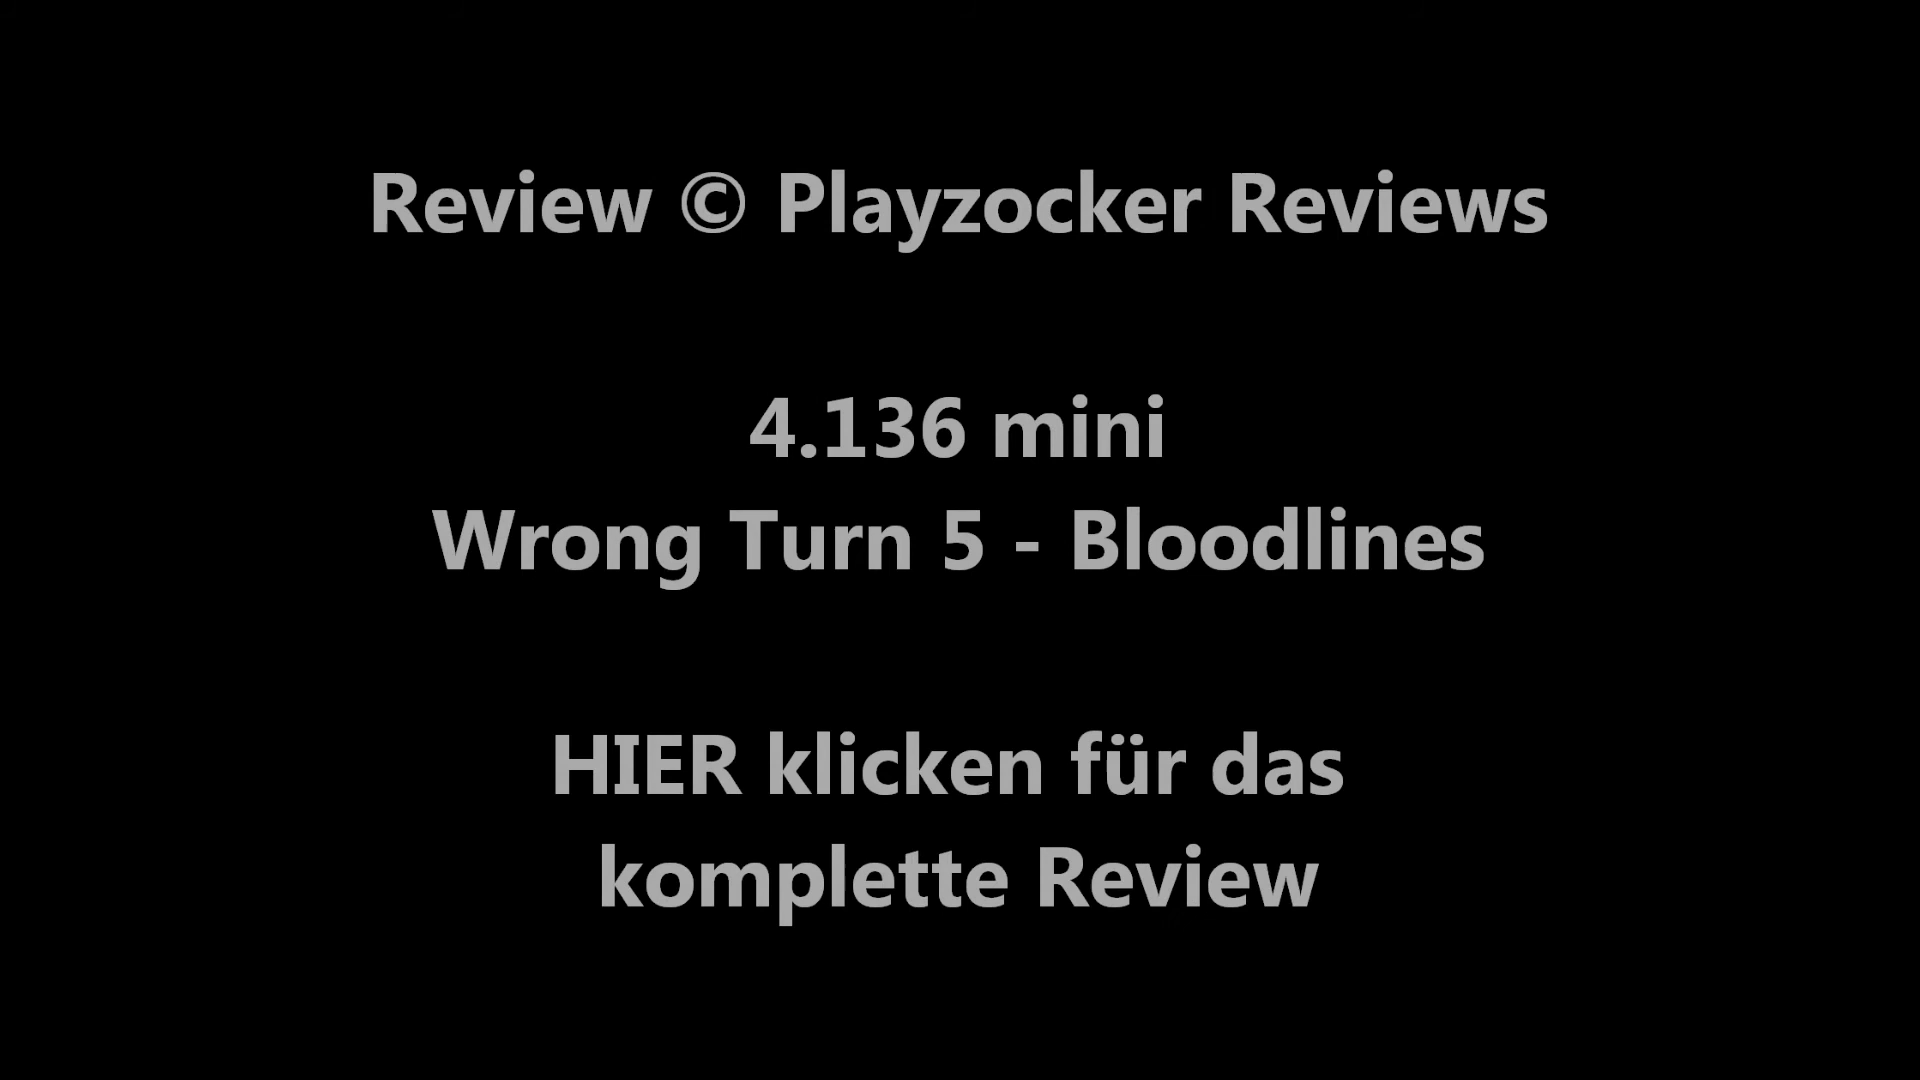 Review © Playzocker Reviews
4.136 mini
Wrong Turn 5 - Bloodlines
HIER klicken für das
komplette Review